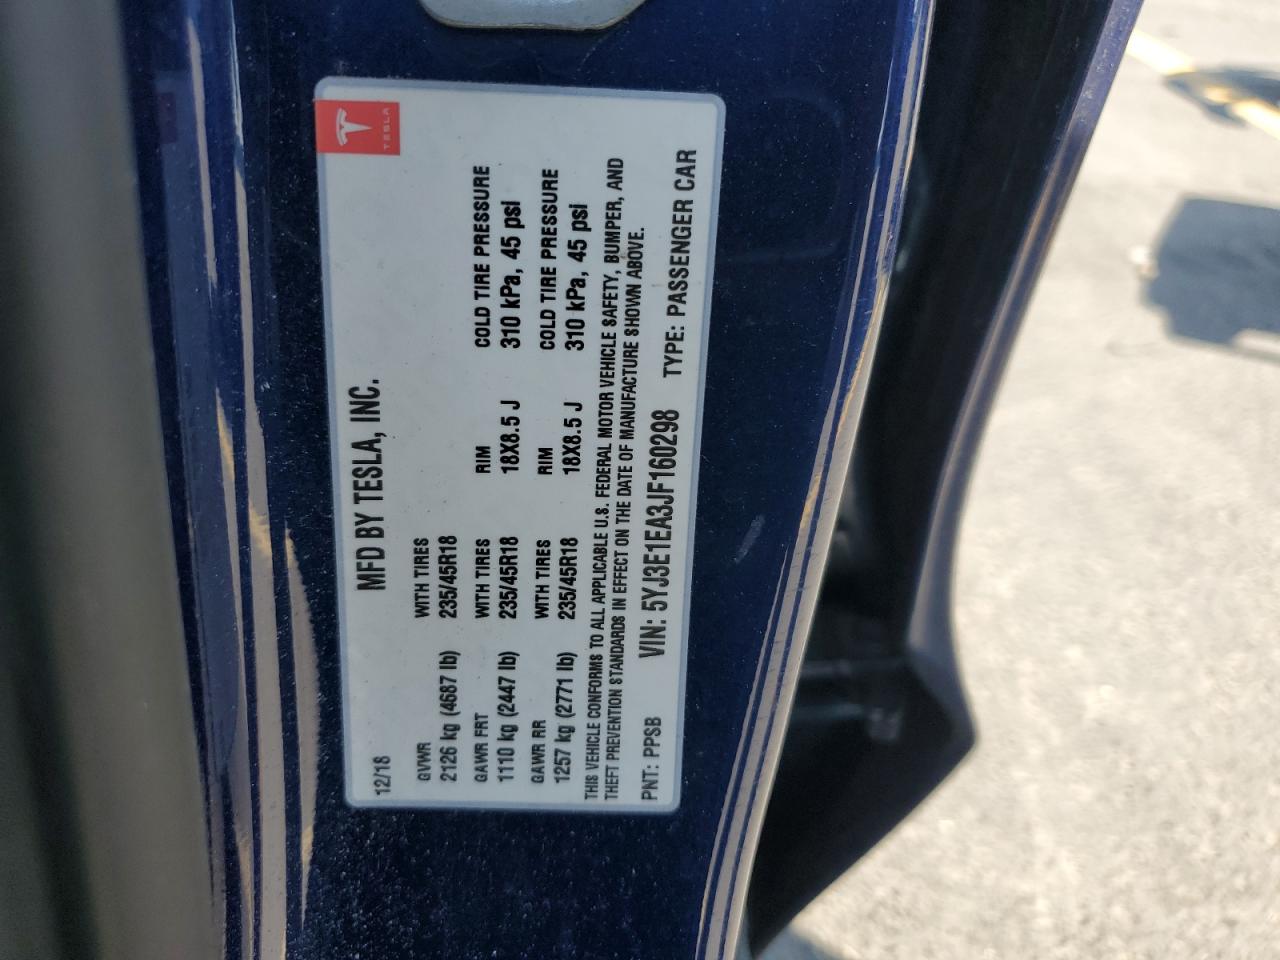 TESLA
MFD BY TESLA, INC.
12/18
GVWR WITH TIRES
2126 kg (4687 lb) 235/45R18
GAWR FRT WITH TIRES RIM COLD TIRE PRESSURE
1110 kg (2447 lb) 235/45R18 18X8.5 J 310 kPa, 45 psi
GAWR RR WITH TIRES RIM COLD TIRE PRESSURE
1257 kg (2771 lb) 235/45R18 18X8.5 J 310 kPa, 45 psi
THIS VEHICLE CONFORMS TO ALL APPLICABLE U.S. FEDERAL MOTOR VEHICLE SAFETY, BUMPER, AND
THEFT PREVENTION STANDARDS IN EFFECT ON THE DATE OF MANUFACTURE SHOWN ABOVE.
PNT: PPSB VIN: 5YJ3E1EA3JF160298 TYPE: PASSENGER CAR